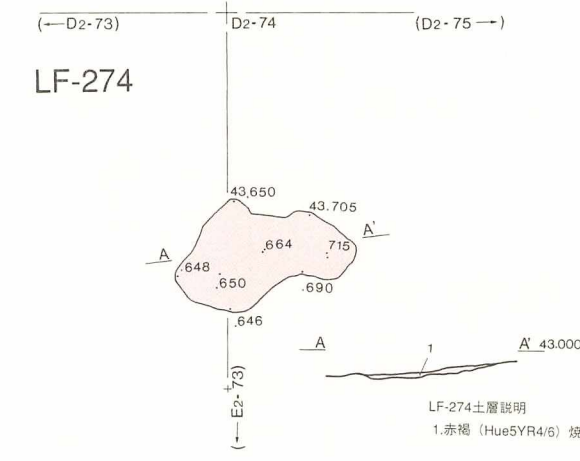 (←D2-73)
D2-74
(D2-75→)
LF-274
43,650
43.705
A
.648
.664
715
A'
.650
.690
.646
A
1
A' 43.000
E2-73)
LF-274土層説明
1.赤褐（Hue5YR4/6）焼